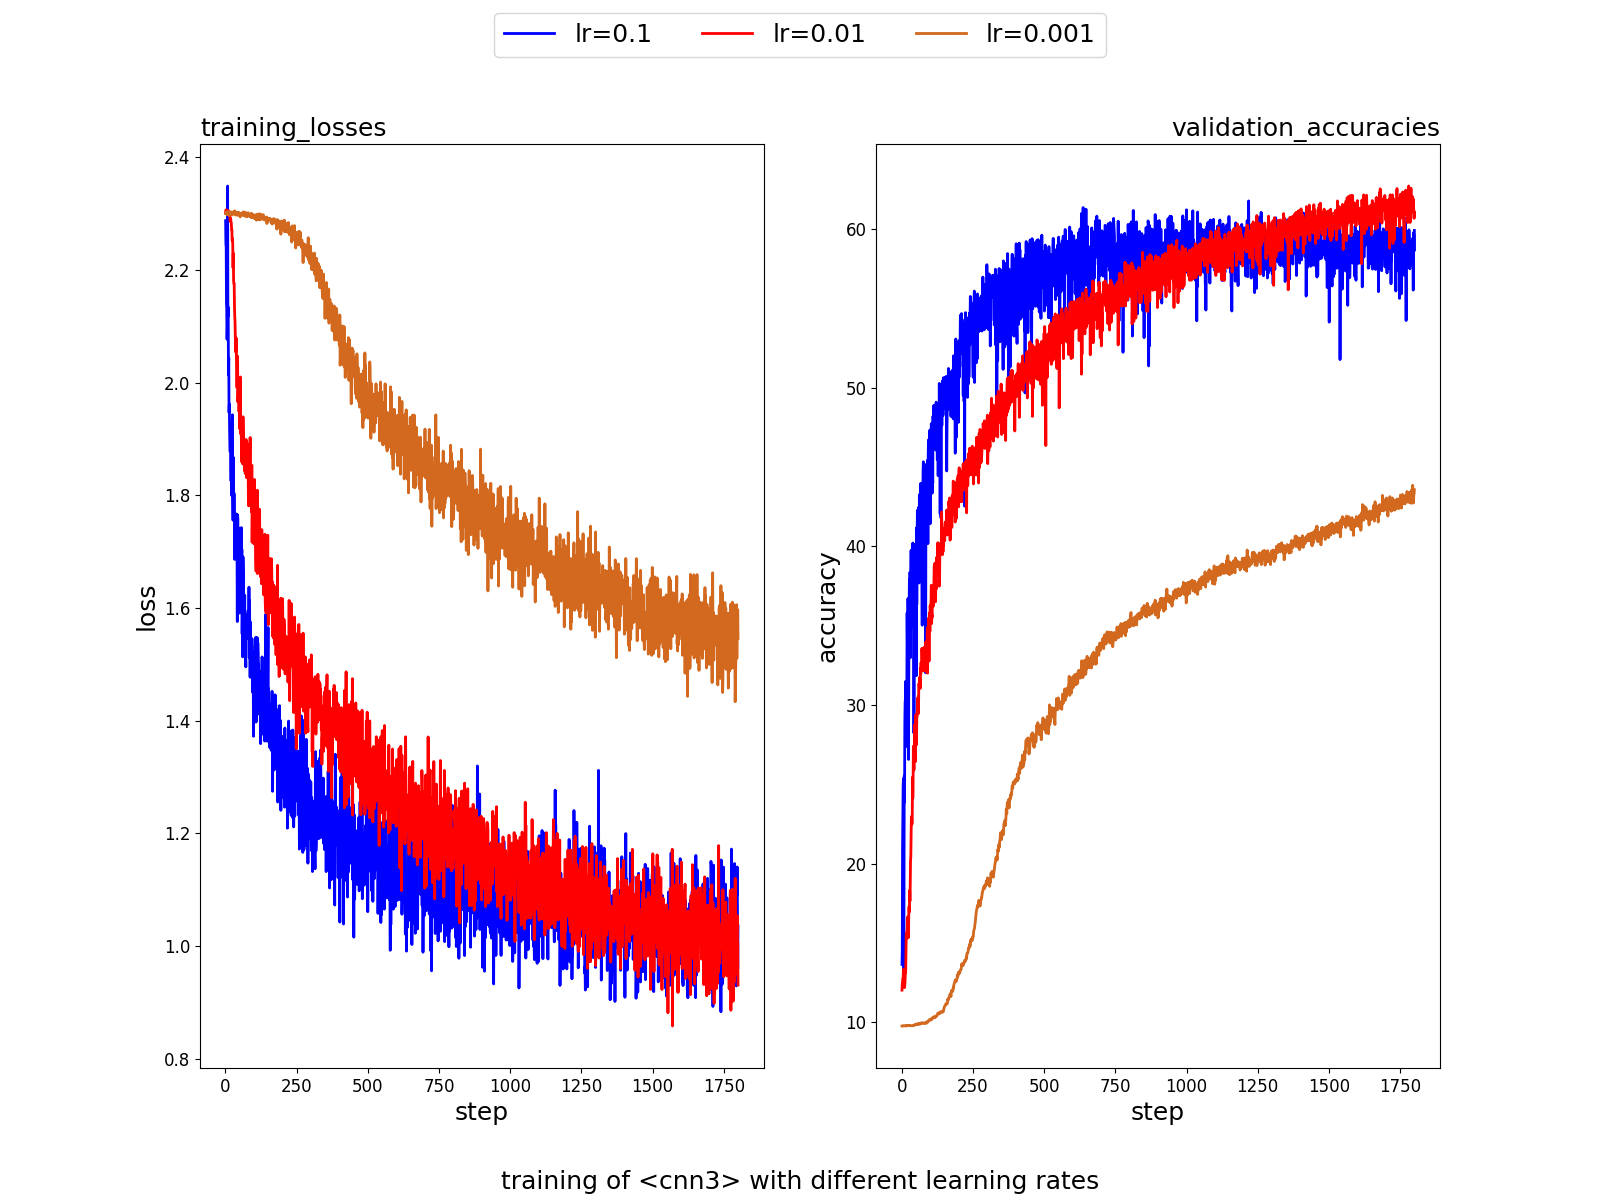 lr=0.1 lr=0.01 lr=0.001
training_losses
validation_accuracies
2.4
2.2
2.0
1.8
1.6
1.4
1.2
1.0
0.8
loss
0 250 500 750 1000 1250 1500 1750
step
60
50
40
30
20
10
accuracy
0 250 500 750 1000 1250 1500 1750
step
training of <cnn3> with different learning rates